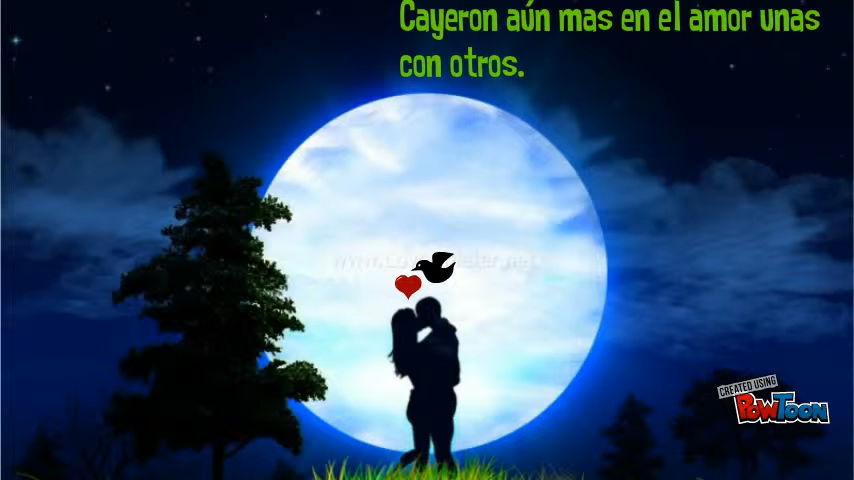 Cayeron aún mas en el amor unas
con otros.
CREATED USING
POWTOON